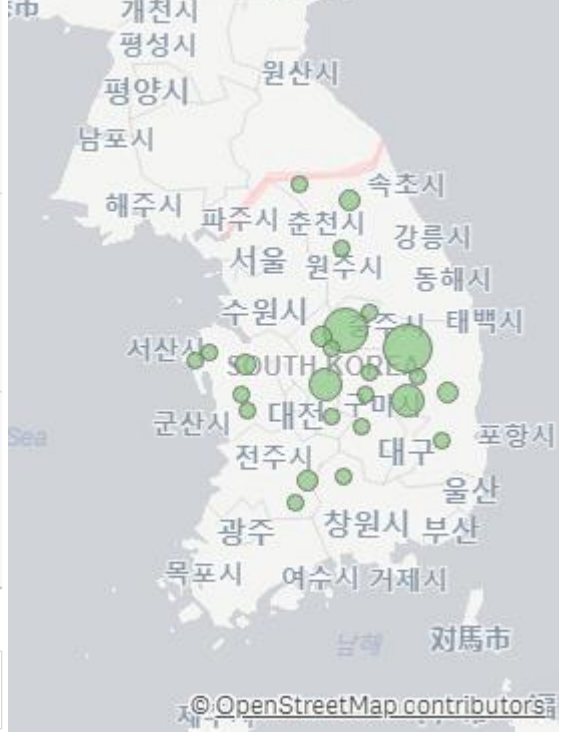 개천시
평성시
원산시
평양시
남포시
해주시
속초시
파주시
춘천시
강릉시
서울
원주시
동해시
수원시
태백시
서산시
SOUTH KOREA
대전
군산시
대구
포항시
전주시
울산
광주
창원시
부산
목포시
여수시
거제시
Sea
남해
対馬市
© OpenStreetMap contributors